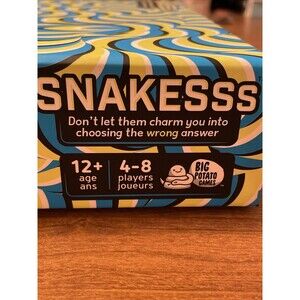 SNAKESSS
Don't let them charm you into
choosing the wrong answer
12+
age
ans
4-8
players
joueurs
BIG
POTATO
GAMES